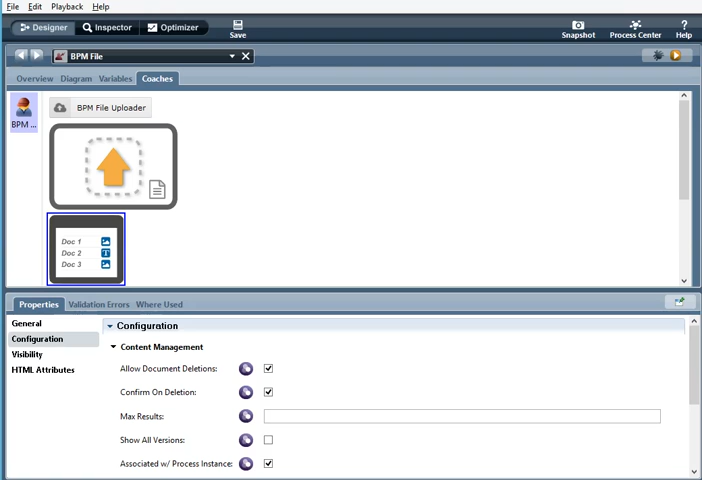 File Edit Playback Help
Designer Inspector Optimizer
Save
Snapshot Process Center Help
BPM File
Overview Diagram Variables Coaches
BPM ...
BPM File Uploader
Doc 1
Doc 2
Doc 3
Properties Validation Errors Where Used
General
Configuration
Visibility
HTML Attributes
Configuration
Content Management
Allow Document Deletions:
Confirm On Deletion:
Max Results:
Show All Versions:
Associated w/ Process Instance: